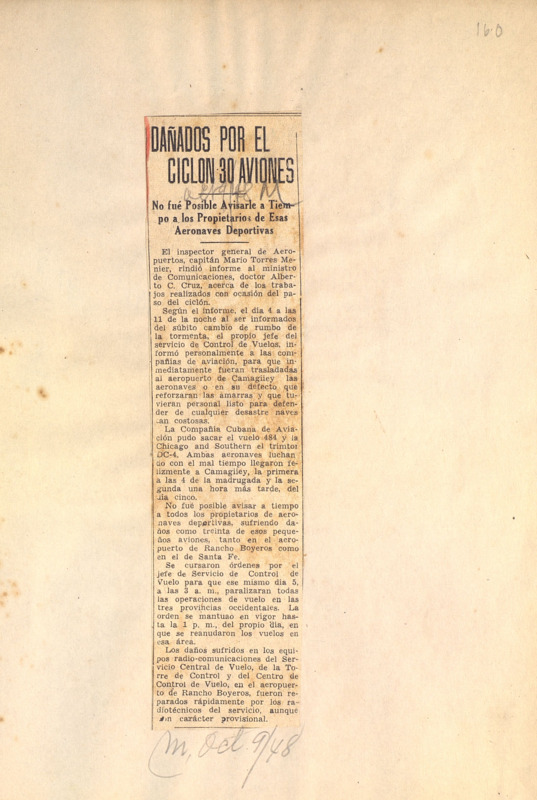 160
DAÑADOS POR EL
CICLON 30 AVIONES
No fué Posible Avisarle a Tiem-
po a los Propietarios de Esas
Aeronaves Deportivas
El inspector general de Aero-
puertos, capitán Mario Torres Me-
nier, rindió informe al ministro
de Comunicaciones, doctor Alber-
to C. Cruz, acerca de los traba-
jos realizados con ocasión del pa-
so del ciclón.
Según el informe, el día 4 a las
11 de la noche al ser informados
del súbito cambio de rumbo de
la tormenta, el propio jefe del
servicio de Control de Vuelos, in-
formó personalmente a las com-
pañías de aviación, para que in-
mediatamente fueran trasladadas
al aeropuerto de Camagüey las
aeronaves o en su defecto que
reforzaran las amarras y que tu-
vieran personal listo para defen-
der de cualquier desastre naves
tan costosas.
La Compañía Cubana de Avia-
ción pudo sacar el vuelo 484 y la
Chicago and Southern el trimtor
DC-4. Ambas aeronaves luchan
do con el mal tiempo llegaron fe-
lizmente a Camagüey, la primera
a las 4 de la madrugada y la se-
gunda una hora más tarde, del
día cinco.
No fué posible avisar a tiempo
a todos los propietarios de aero-
naves deportivas, sufriendo da-
ños como treinta de esos peque-
ños aviones, tanto en el aero-
puerto de Rancho Boyeros como
en el de Santa Fe.
Se cursaron órdenes por el
jefe de Servicio de Control de
Vuelo para que ese mismo día 5,
a las 3 a. m., paralizaran todas
las operaciones de vuelo en las
tres provincias occidentales. La
orden se mantuvo en vigor has-
ta la 1 p. m., del propio día, en
que se reanudaron los vuelos en
esa área.
Los daños sufridos en los equi-
pos radio-comunicaciones del Ser-
vicio Central de Vuelo, de la To-
rre de Control y del Centro de
Control de Vuelo, en el aeropuer-
to de Rancho Boyeros, fueron re-
parados rápidamente por los ra-
diotécnicos del servicio, aunque
con carácter provisional.
M, Oct 9/48